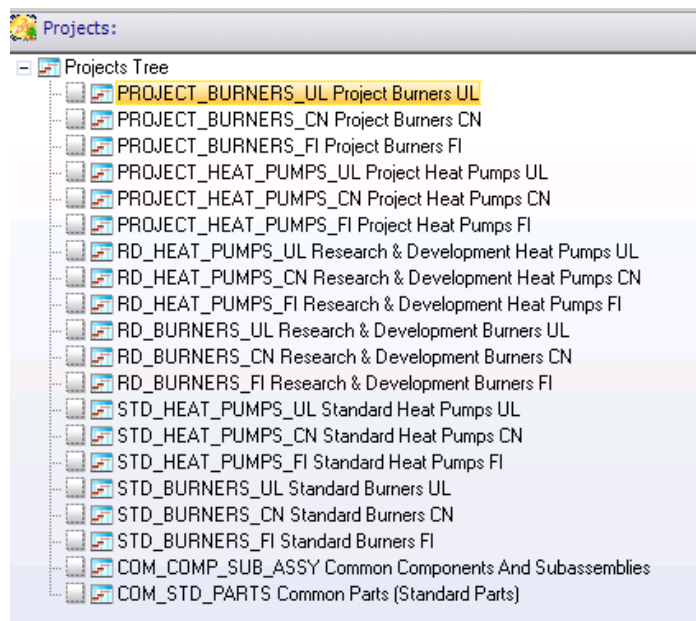 Projects:
Projects Tree
PROJECT_BURNERS_UL Project Burners UL
PROJECT_BURNERS_CN Project Burners CN
PROJECT_BURNERS_FI Project Burners FI
PROJECT_HEAT_PUMPS_UL Project Heat Pumps UL
PROJECT_HEAT_PUMPS_CN Project Heat Pumps CN
PROJECT_HEAT_PUMPS_FI Project Heat Pumps FI
RD_HEAT_PUMPS_UL Research & Development Heat Pumps UL
RD_HEAT_PUMPS_CN Research & Development Heat Pumps CN
RD_HEAT_PUMPS_FI Research & Development Heat Pumps FI
RD_BURNERS_UL Research & Development Burners UL
RD_BURNERS_CN Research & Development Burners CN
RD_BURNERS_FI Research & Development Burners FI
STD_HEAT_PUMPS_UL Standard Heat Pumps UL
STD_HEAT_PUMPS_CN Standard Heat Pumps CN
STD_HEAT_PUMPS_FI Standard Heat Pumps FI
STD_BURNERS_UL Standard Burners UL
STD_BURNERS_CN Standard Burners CN
STD_BURNERS_FI Standard Burners FI
COM_COMP_SUB_ASSY Common Components And Subassemblies
COM_STD_PARTS Common Parts (Standard Parts)